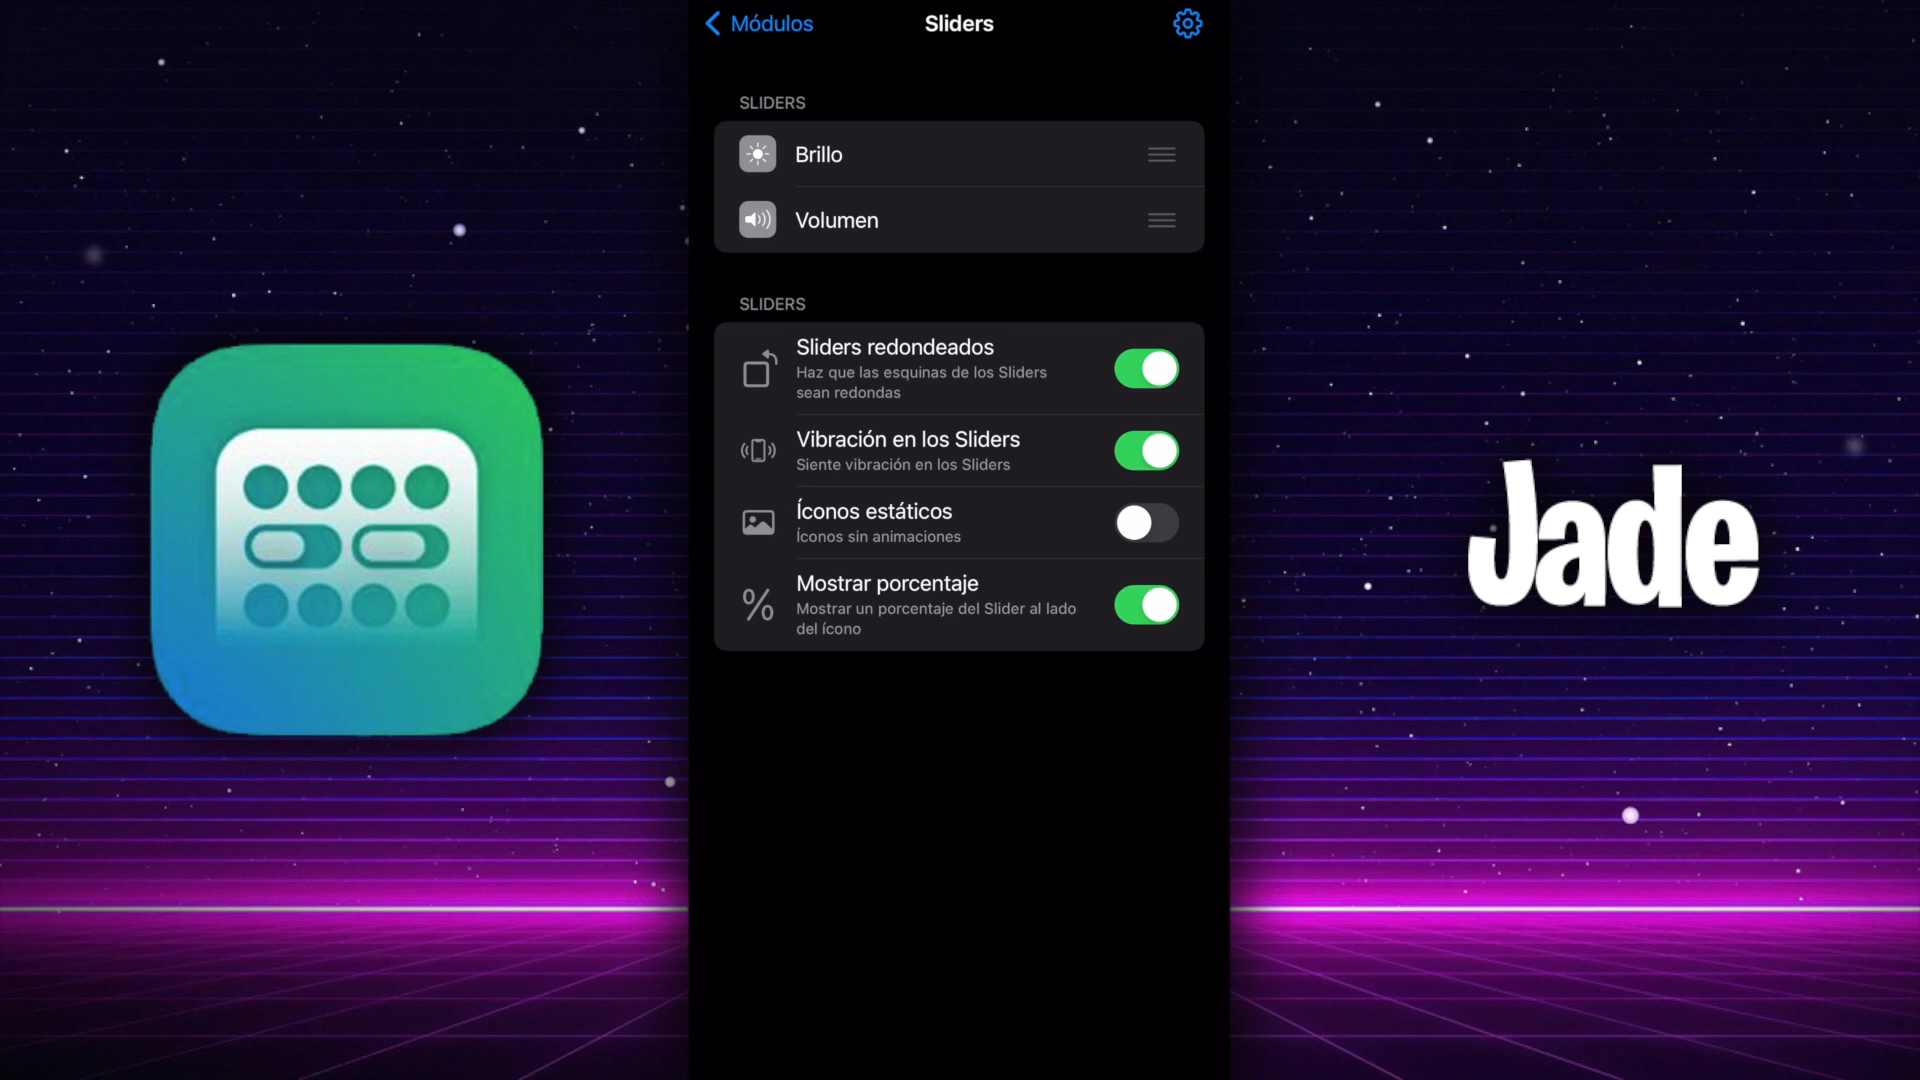 Módulos
Sliders
SLIDERS
Brillo
Volumen
SLIDERS
Sliders redondeados
Haz que las esquinas de los Sliders
sean redondas
Vibración en los Sliders
Siente vibración en los Sliders
Íconos estáticos
Íconos sin animaciones
%
Mostrar porcentaje
Mostrar un porcentaje del Slider al lado
del ícono
Jade